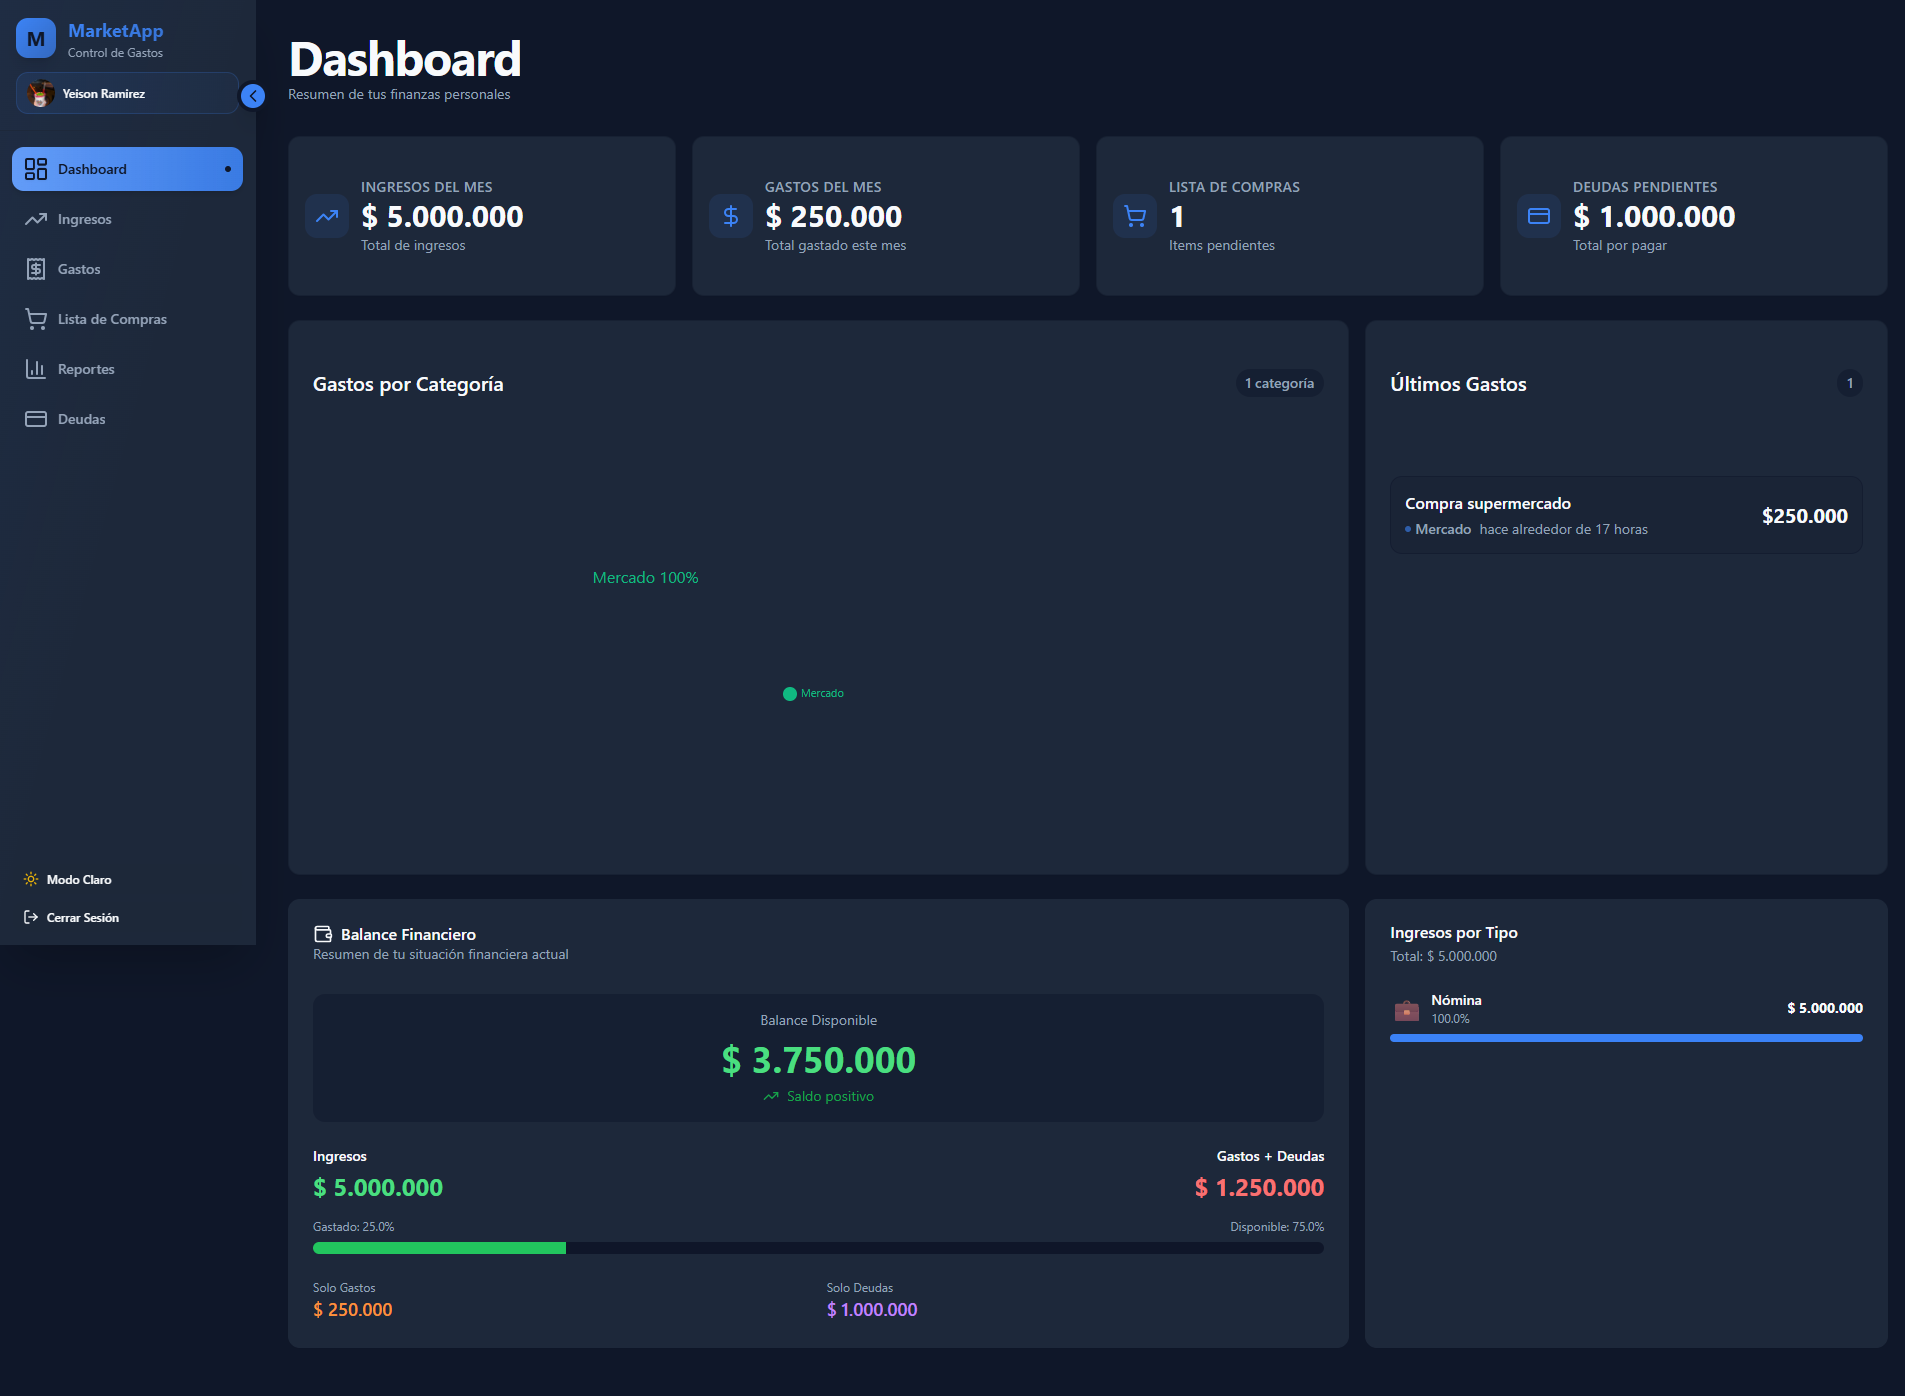 M
MarketApp
Control de Gastos
Yeison Ramirez
Dashboard
Ingresos
Gastos
Lista de Compras
Reportes
Deudas
Modo Claro
Cerrar Sesión
Dashboard
Resumen de tus finanzas personales
INGRESOS DEL MES
$ 5.000.000
Total de ingresos
GASTOS DEL MES
$ 250.000
Total gastado este mes
LISTA DE COMPRAS
1
Items pendientes
DEUDAS PENDIENTES
$ 1.000.000
Total por pagar
Gastos por Categoría
1 categoría
Mercado 100%
Mercado
Últimos Gastos
1
Compra supermercado
Mercado hace alrededor de 17 horas
$250.000
Balance Financiero
Resumen de tu situación financiera actual
Balance Disponible
$ 3.750.000
Saldo positivo
Ingresos
$ 5.000.000
Gastos + Deudas
$ 1.250.000
Gastado: 25.0%
Disponible: 75.0%
Solo Gastos
$ 250.000
Solo Deudas
$ 1.000.000
Ingresos por Tipo
Total: $ 5.000.000
Nómina
100.0%
$ 5.000.000